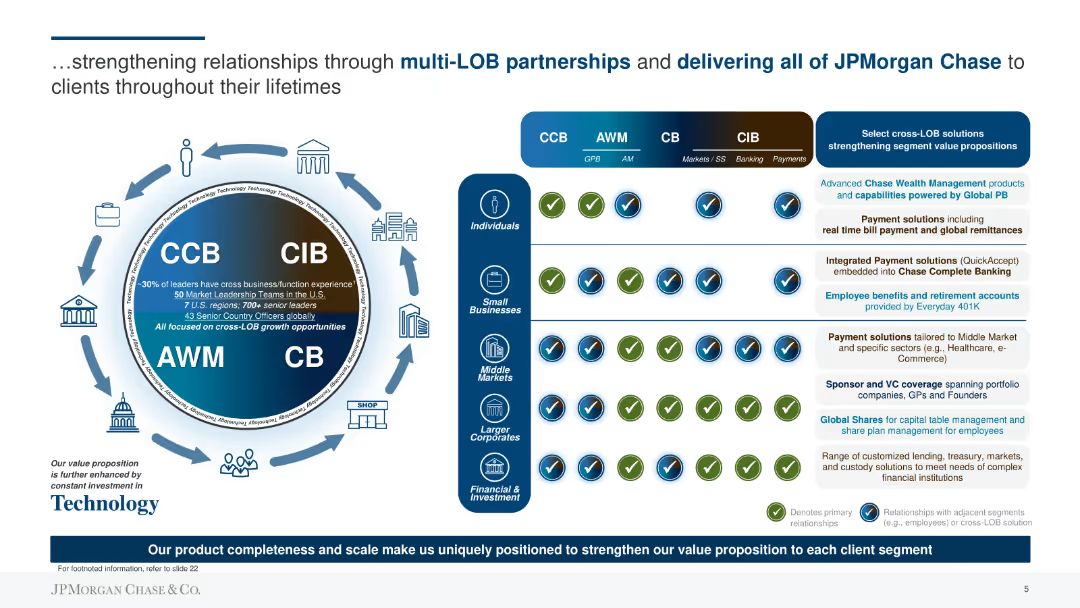 …strengthening relationships through multi-LOB partnerships and delivering all of JPMorgan Chase to
clients throughout their lifetimes
Technology Technology Technology Technology Technology Technology
CCB
CIB
~30% of leaders have cross business/function experience¹
50 Market Leadership Teams in the U.S.
7 U.S. regions; 700+ senior leaders
43 Senior Country Officers globally
All focused on cross-LOB growth opportunities
AWM
CB
SHOP
Our value proposition
is further enhanced by
constant investment in
Technology
CCB
AWM
CB
CIB
GPB
AM
Markets / SS
Banking
Payments
Select cross-LOB solutions
strengthening segment value propositions
Individuals
Advanced Chase Wealth Management products
and capabilities powered by Global PB
Payment solutions including
real time bill payment and global remittances
Small
Businesses
Integrated Payment solutions (QuickAccept)
embedded into Chase Complete Banking
Employee benefits and retirement accounts
provided by Everyday 401K
Middle
Markets
Payment solutions tailored to Middle Market
and specific sectors (e.g., Healthcare, e-
Commerce)
Larger
Corporates
Sponsor and VC coverage spanning portfolio
companies, GPs and Founders
Global Shares for capital table management and
share plan management for employees
Financial &
Investment
Range of customized lending, treasury, markets,
and custody solutions to meet needs of complex
financial institutions
Denotes primary
relationships
Relationships with adjacent segments
(e.g., employees) or cross-LOB solution
Our product completeness and scale make us uniquely positioned to strengthen our value proposition to each client segment
For footnoted information, refer to slide 22
JPMORGAN CHASE & CO.
5